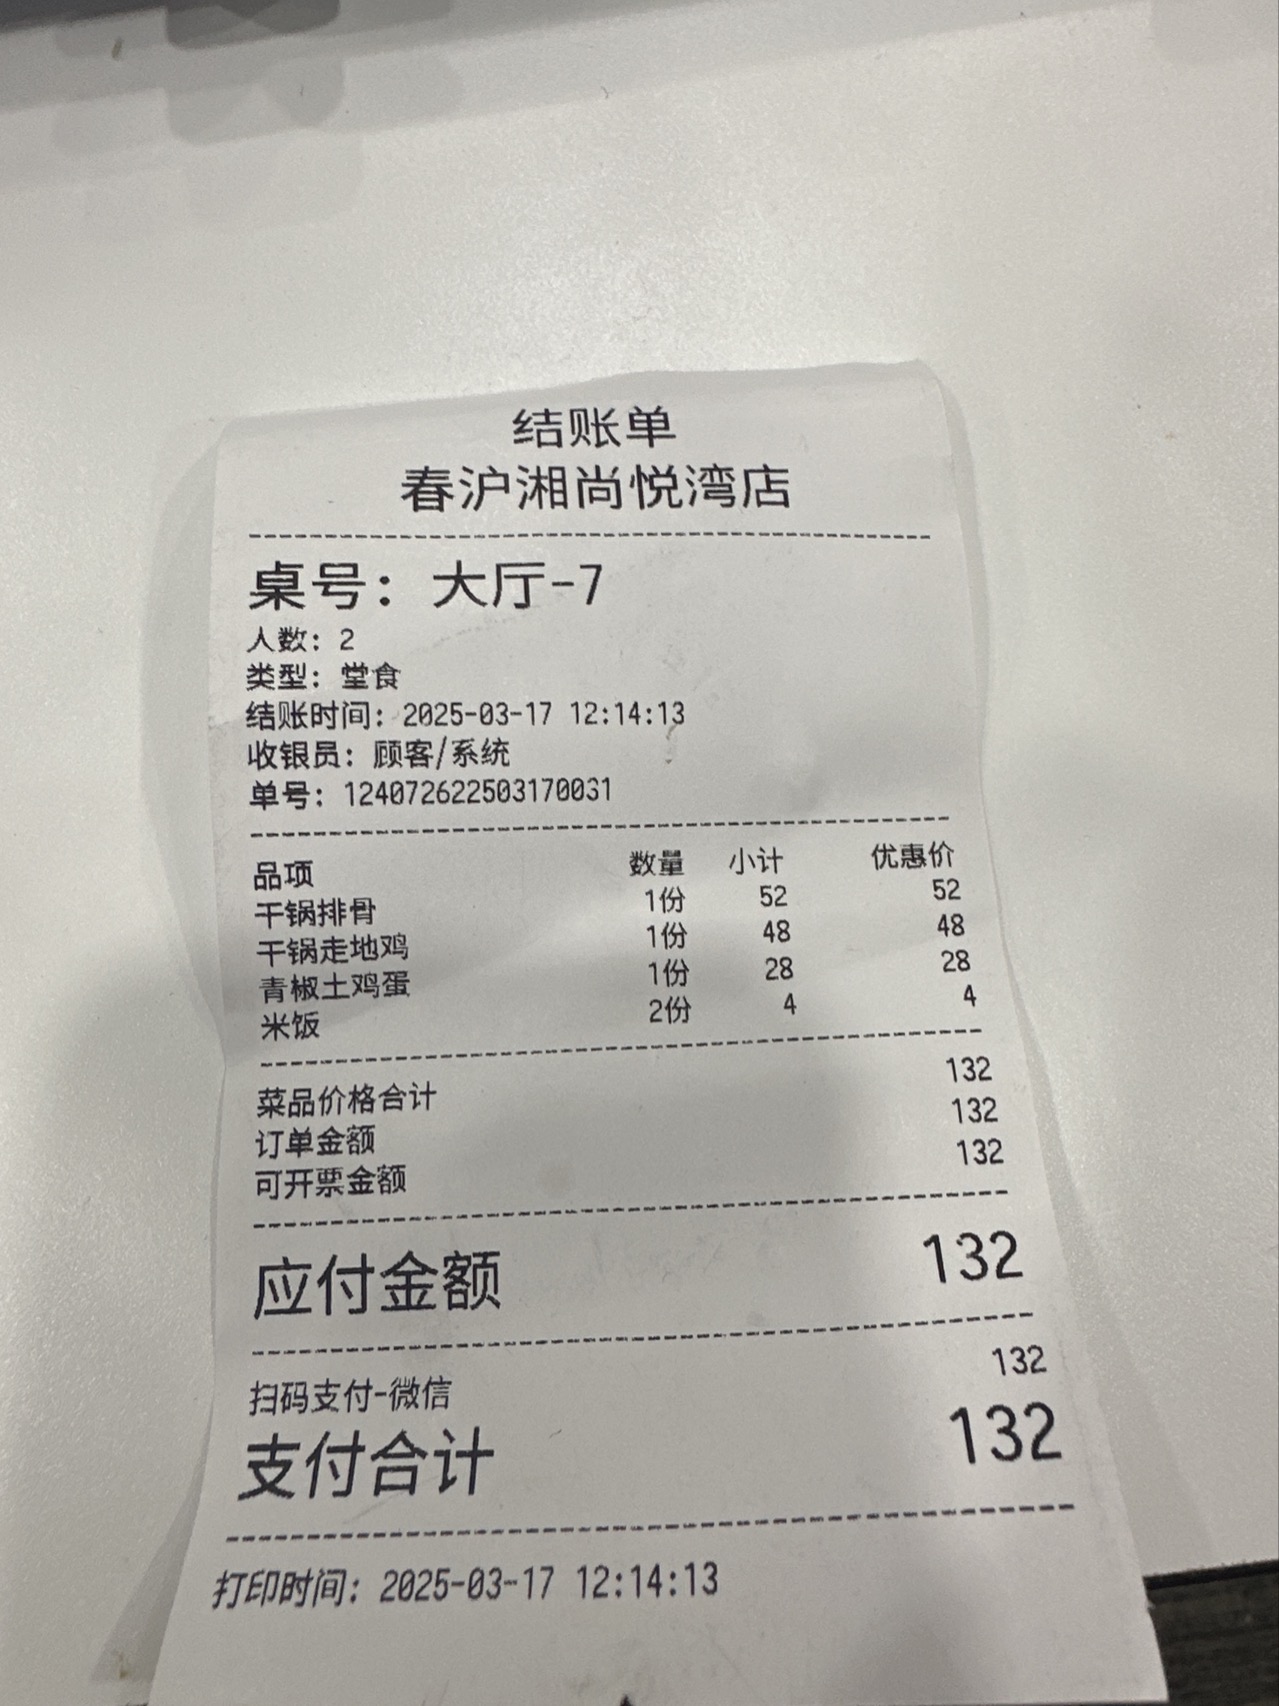 结账单
春沪湘尚悦湾店
桌号：大厅-7
人数：2
类型：堂食
结账时间：2025-03-17 12:14:13
收银员：顾客/系统
单号：124072622503170031
品项 数量 小计 优惠价
干锅排骨 1份 52 52
干锅走地鸡 1份 48 48
青椒土鸡蛋 1份 28 28
米饭 2份 4 4
菜品价格合计 132
订单金额 132
可开票金额 132
应付金额 132
扫码支付-微信 132
支付合计 132
打印时间：2025-03-17 12:14:13